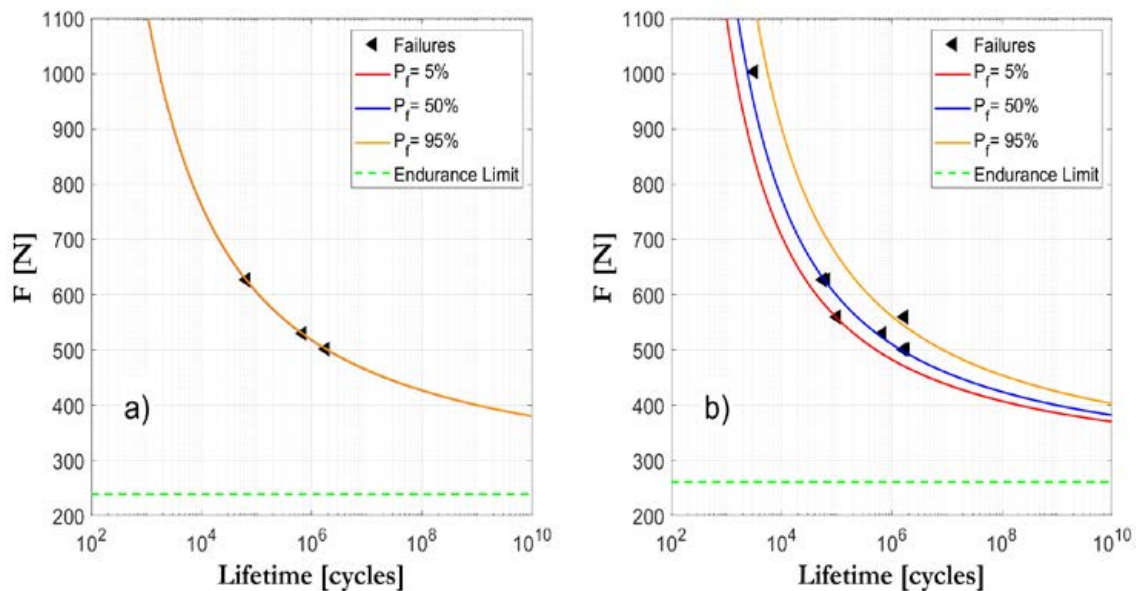 1100
1000
900
800
700
600
500
400
300
200
F [N]
10^2
10^4
10^6
10^8
10^10
Lifetime [cycles]
Failures
P_f= 5%
P_f= 50%
P_f= 95%
Endurance Limit
a)
1100
1000
900
800
700
600
500
400
300
200
F [N]
10^2
10^4
10^6
10^8
10^10
Lifetime [cycles]
Failures
P_f= 5%
P_f= 50%
P_f= 95%
Endurance Limit
b)